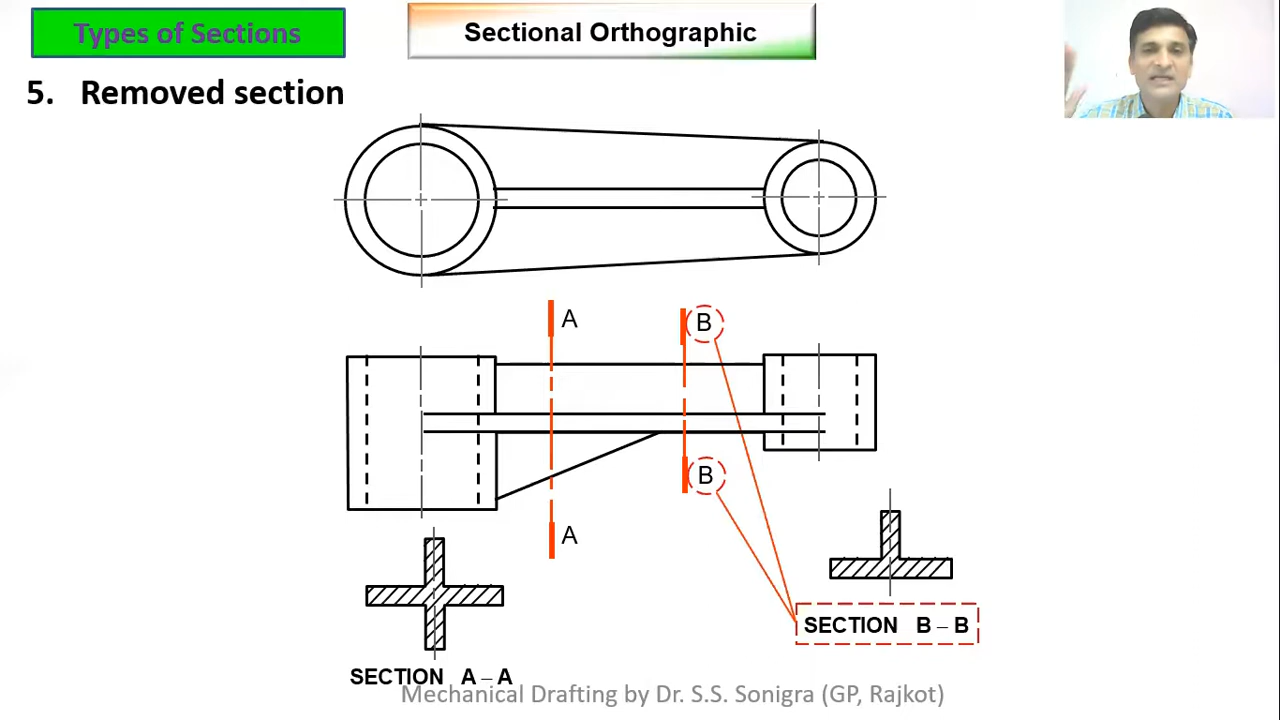 Types of Sections
Sectional Orthographic
5. Removed section
A
B
B
A
SECTION B – B
SECTION A – A
Mechanical Drafting by Dr. S.S. Sonigra (GP, Rajkot)